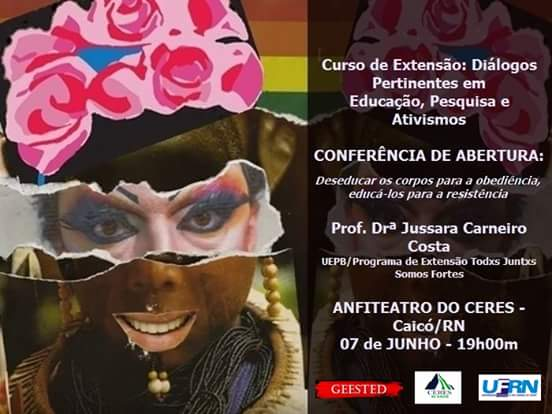 Curso de Extensão: Diálogos
Pertinentes em
Educação, Pesquisa e
Ativismos
CONFERÊNCIA DE ABERTURA:
Deseducar os corpos para a obediência,
educá-los para a resistência
Prof. Drª Jussara Carneiro
Costa
UEPB/Programa de Extensão Todxs Juntxs
Somos Fortes
ANFITEATRO DO CERES -
Caicó/RN
07 de JUNHO - 19h00m
GEESTED
CERES
UFRN